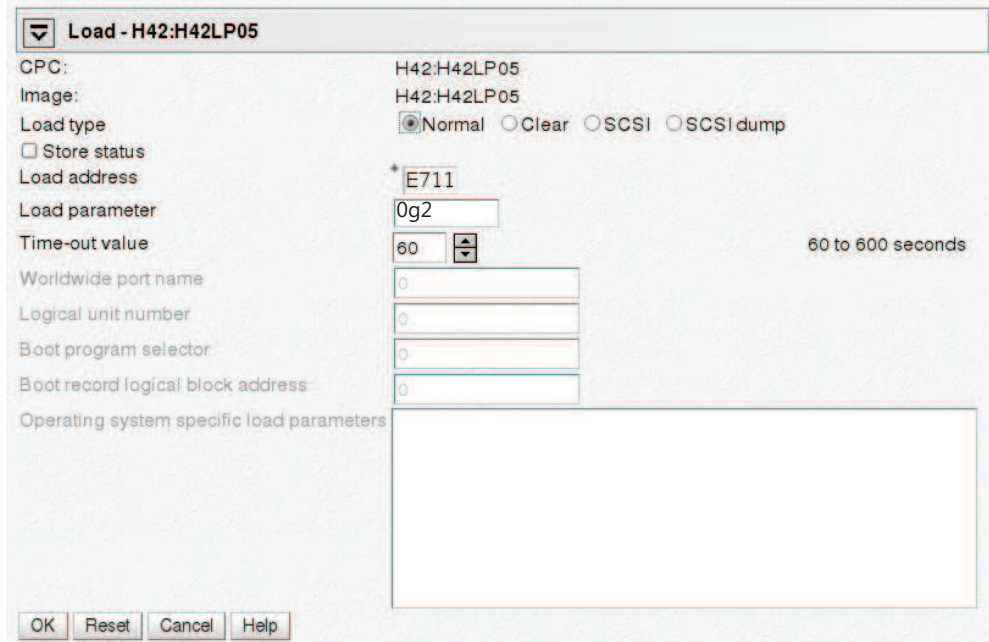 Load - H42:H42LP05
CPC: H42:H42LP05
Image: H42:H42LP05
Load type Normal Clear SCSI SCSI dump
Store status
Load address * E711
Load parameter 0g2
Time-out value 60 60 to 600 seconds
Worldwide port name 0
Logical unit number 0
Boot program selector 0
Boot record logical block address 0
Operating system specific load parameters
OK Reset Cancel Help